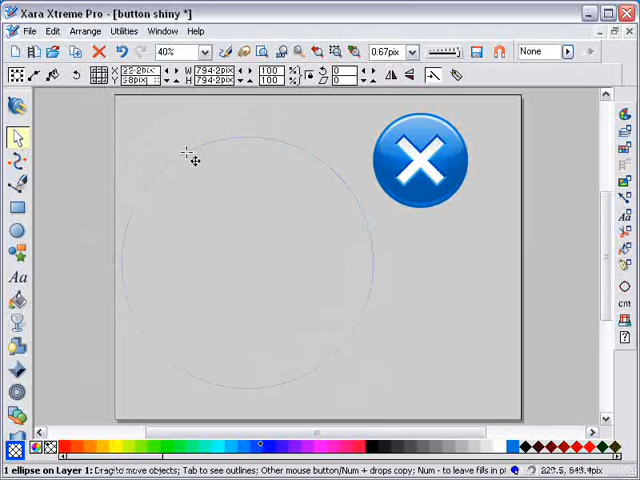 Xara Xtreme Pro - [button shiny *]
File Edit Arrange Utilities Window Help
40% 0.67pix None
X W 794·2pix 100 % 0
Y H 794·2pix 100 % 0
Aa
Aa
cm
1 ellipse on Layer 1: Drag to move objects; Tab to see outlines; Other mouse button/Num + drops copy; Num - to leave fills in pl